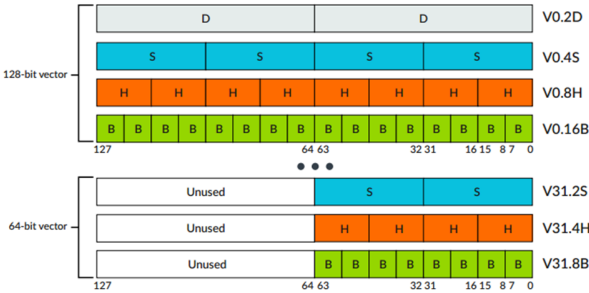 D D V0.2D
S S S S V0.4S
128-bit vector
H H H H H H H H V0.8H
B B B B B B B B B B B B B B B B V0.16B
127 64 63 32 31 16 15 8 7 0
Unused S S V31.2S
64-bit vector Unused H H H H V31.4H
Unused B B B B B B B B V31.8B
127 64 63 32 31 16 15 8 7 0